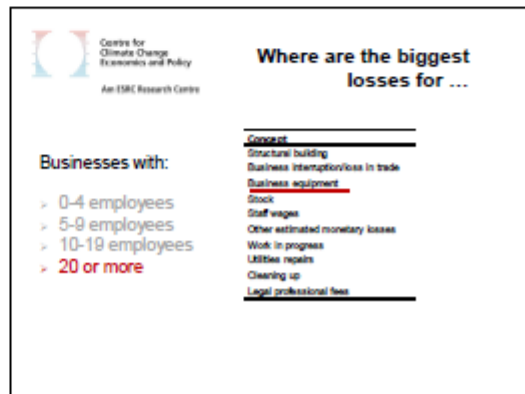 Centre for
Climate Change
Economics and Policy
An ESRC Research Centre
Where are the biggest
losses for ...
Businesses with:
0-4 employees
5-9 employees
10-19 employees
20 or more
Concept
Structural building
Business interruption/loss in trade
Business equipment
Stock
Staff wages
Other estimated monetary losses
Work in progress
Utilities repairs
Cleaning up
Legal professional fees